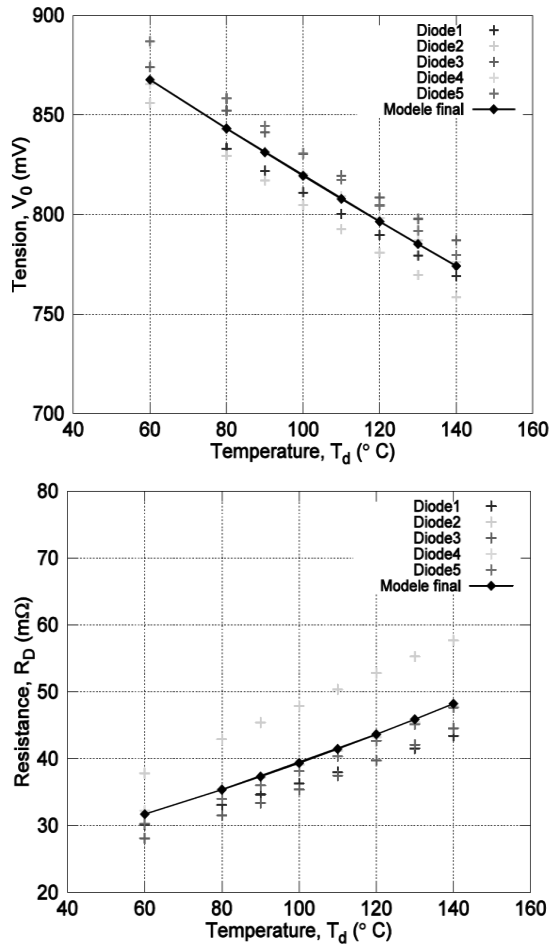 900
850
800
750
700
Tension, V0 (mV)
Diode1
Diode2
Diode3
Diode4
Diode5
Modele final
40 60 80 100 120 140 160
Temperature, Td (° C)
80
70
60
50
40
30
20
Resistance, RD (mΩ)
Diode1
Diode2
Diode3
Diode4
Diode5
Modele final
40 60 80 100 120 140 160
Temperature, Td (° C)